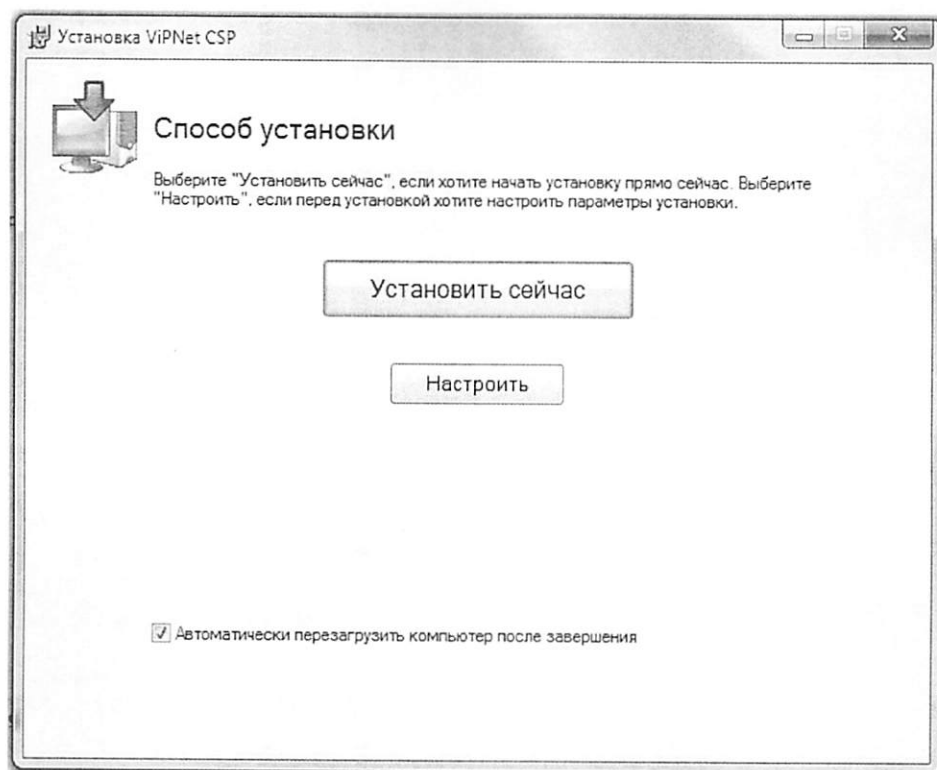 Установка ViPNet CSP
Способ установки
Выберите "Установить сейчас", если хотите начать установку прямо сейчас. Выберите
"Настроить", если перед установкой хотите настроить параметры установки.
Установить сейчас
Настроить
Автоматически перезагрузить компьютер после завершения